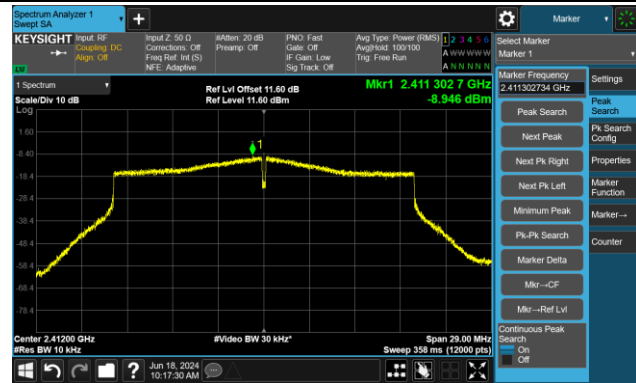 Spectrum Analyzer 1
Swept SA
Marker
KEYSIGHT
Input: RF
Coupling: DC
Align: Off
Input Z: 50 Ω
Corrections: Off
Freq Ref: Int (S)
NFE: Adaptive
#Atten: 20 dB
Preamp: Off
PNO: Fast
Gate: Off
IF Gain: Low
Sig Track: Off
Avg Type: Power (RMS)
Avg|Hold: 100/100
Trig: Free Run
1 2 3 4 5 6
A W W W W W
A N N N N N
Select Marker
Marker 1
1 Spectrum
Scale/Div 10 dB
Log
Ref Lvl Offset 11.60 dB
Ref Level 11.60 dBm
Mkr1 2.411 302 7 GHz
-8.946 dBm
1.60
-8.40
-18.4
-28.4
-38.4
-48.4
-58.4
-68.4
-78.4
1
Center 2.41200 GHz
#Res BW 10 kHz
#Video BW 30 kHz*
Span 29.00 MHz
Sweep 358 ms (12000 pts)
Marker Frequency
2.411302734 GHz
Peak Search
Next Peak
Next Pk Right
Next Pk Left
Minimum Peak
Pk-Pk Search
Marker Delta
Mkr→CF
Mkr→Ref Lvl
Continuous Peak
Search
On
Off
Settings
Peak
Search
Pk Search
Config
Properties
Marker
Function
Marker→
Counter
Jun 18, 2024
10:17:30 AM